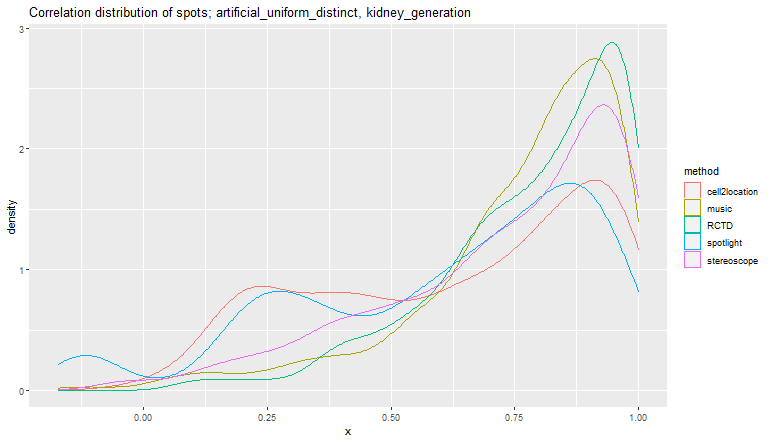 Correlation distribution of spots; artificial_uniform_distinct, kidney_generation
3
2
1
0
density
0.00
0.25
0.50
0.75
1.00
x
method
cell2location
music
RCTD
spotlight
stereoscope